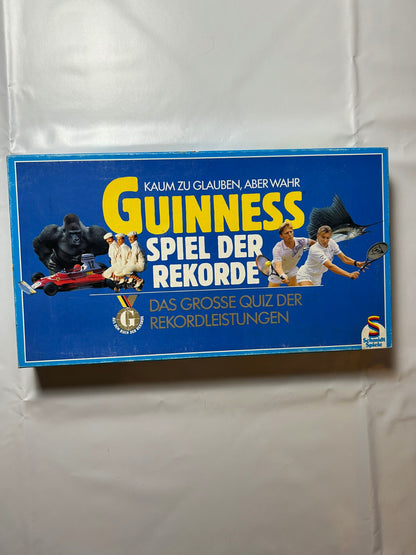 KAUM ZU GLAUBEN, ABER WAHR
GUINNESS
SPIEL DER
REKORDE
DAS GROSSE QUIZ DER
REKORDLEISTUNGEN
G
S
Schmidt
Spiele